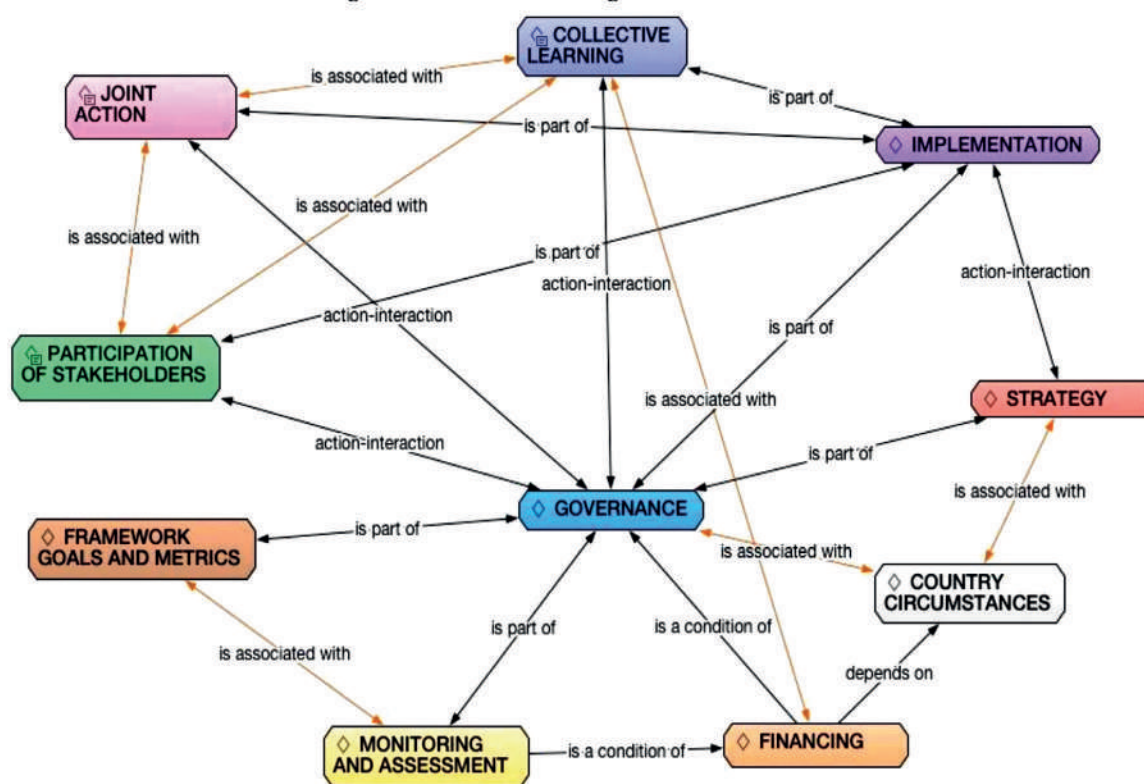 COLLECTIVE
LEARNING
is associated with
JOINT
ACTION
is part of
is part of
IMPLEMENTATION
is associated with
is associated with
is part of
action-interaction
action-interaction
action-interaction
is part of
PARTICIPATION
OF STAKEHOLDERS
is associated with
STRATEGY
action-interaction
is part of
is associated with
GOVERNANCE
FRAMEWORK
GOALS AND METRICS
is part of
is associated with
COUNTRY
CIRCUMSTANCES
is part of
is a condition of
is associated with
depends on
MONITORING
AND ASSESSMENT
is a condition of
FINANCING